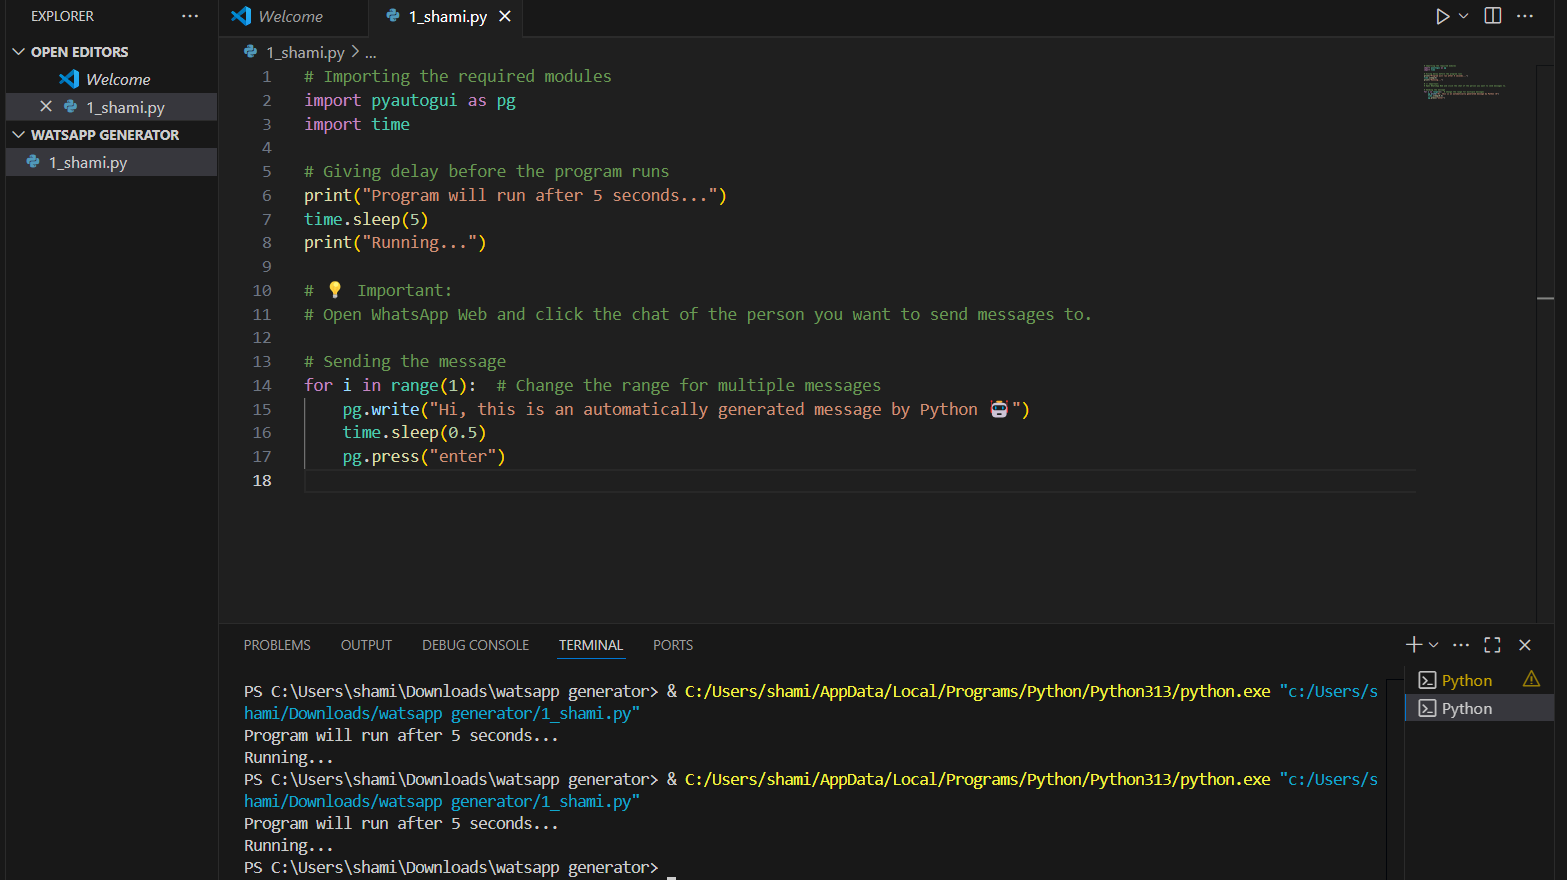 EXPLORER
OPEN EDITORS
Welcome
1_shami.py
WATSAPP GENERATOR
1_shami.py
Welcome
1_shami.py
1_shami.py > ...
1 # Importing the required modules
2 import pyautogui as pg
3 import time
4
5 # Giving delay before the program runs
6 print("Program will run after 5 seconds...")
7 time.sleep(5)
8 print("Running...")
9
10 # 💡 Important:
11 # Open WhatsApp Web and click the chat of the person you want to send messages to.
12
13 # Sending the message
14 for i in range(1):  # Change the range for multiple messages
15     pg.write("Hi, this is an automatically generated message by Python 🤖")
16     time.sleep(0.5)
17     pg.press("enter")
18
PROBLEMS OUTPUT DEBUG CONSOLE TERMINAL PORTS
PS C:\Users\shami\Downloads\watsapp generator> & C:/Users/shami/AppData/Local/Programs/Python/Python313/python.exe "c:/Users/s
hami/Downloads/watsapp generator/1_shami.py"
Program will run after 5 seconds...
Running...
PS C:\Users\shami\Downloads\watsapp generator> & C:/Users/shami/AppData/Local/Programs/Python/Python313/python.exe "c:/Users/s
hami/Downloads/watsapp generator/1_shami.py"
Program will run after 5 seconds...
Running...
PS C:\Users\shami\Downloads\watsapp generator>
Python
Python